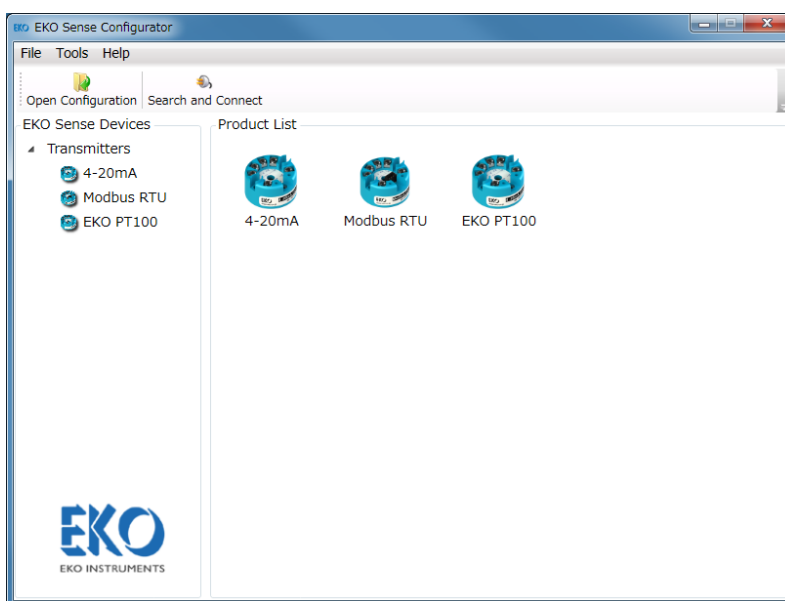 EKO EKO Sense Configurator
File Tools Help
Open Configuration Search and Connect
EKO Sense Devices
Product List
Transmitters
4-20mA
Modbus RTU
EKO PT100
4-20mA Modbus RTU EKO PT100
EKO
EKO INSTRUMENTS